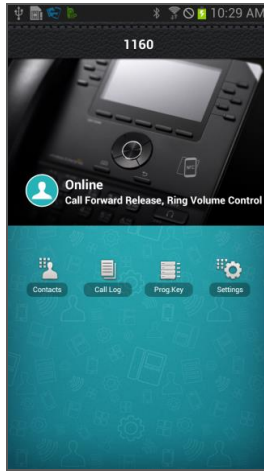 10:29 AM
1160
Online
Call Forward Release, Ring Volume Control
Contacts
Call Log
Prog.Key
Settings